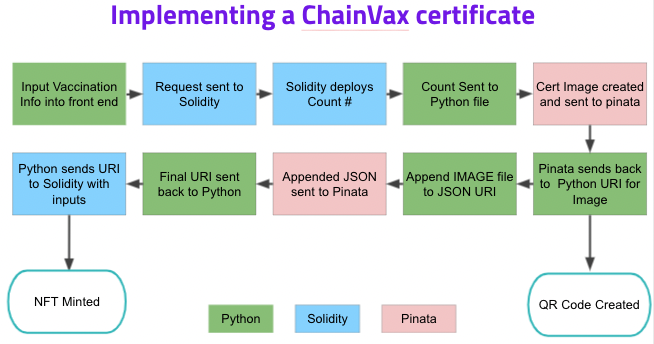 Implementing a ChainVax certificate
Input Vaccination
Info into front end
Request sent to
Solidity
Solidity deploys
Count #
Count Sent to
Python file
Cert Image created
and sent to pinata
Python sends URI
to Solidity with
inputs
Final URI sent
back to Python
Appended JSON
sent to Pinata
Append IMAGE file
to JSON URI
Pinata sends back
to Python URI for
Image
NFT Minted
QR Code Created
Python
Solidity
Pinata